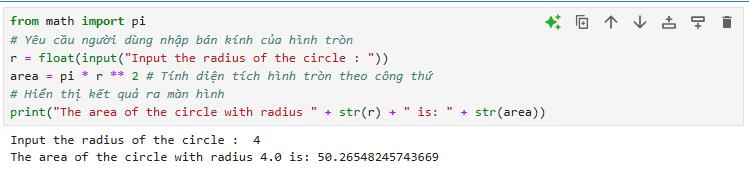 from math import pi
# Yêu cầu người dùng nhập bán kính của hình tròn
r = float(input("Input the radius of the circle : "))
area = pi * r ** 2 # Tính diện tích hình tròn theo công thứ
# Hiển thị kết quả ra màn hình
print("The area of the circle with radius " + str(r) + " is: " + str(area))
Input the radius of the circle :  4
The area of the circle with radius 4.0 is: 50.26548245743669